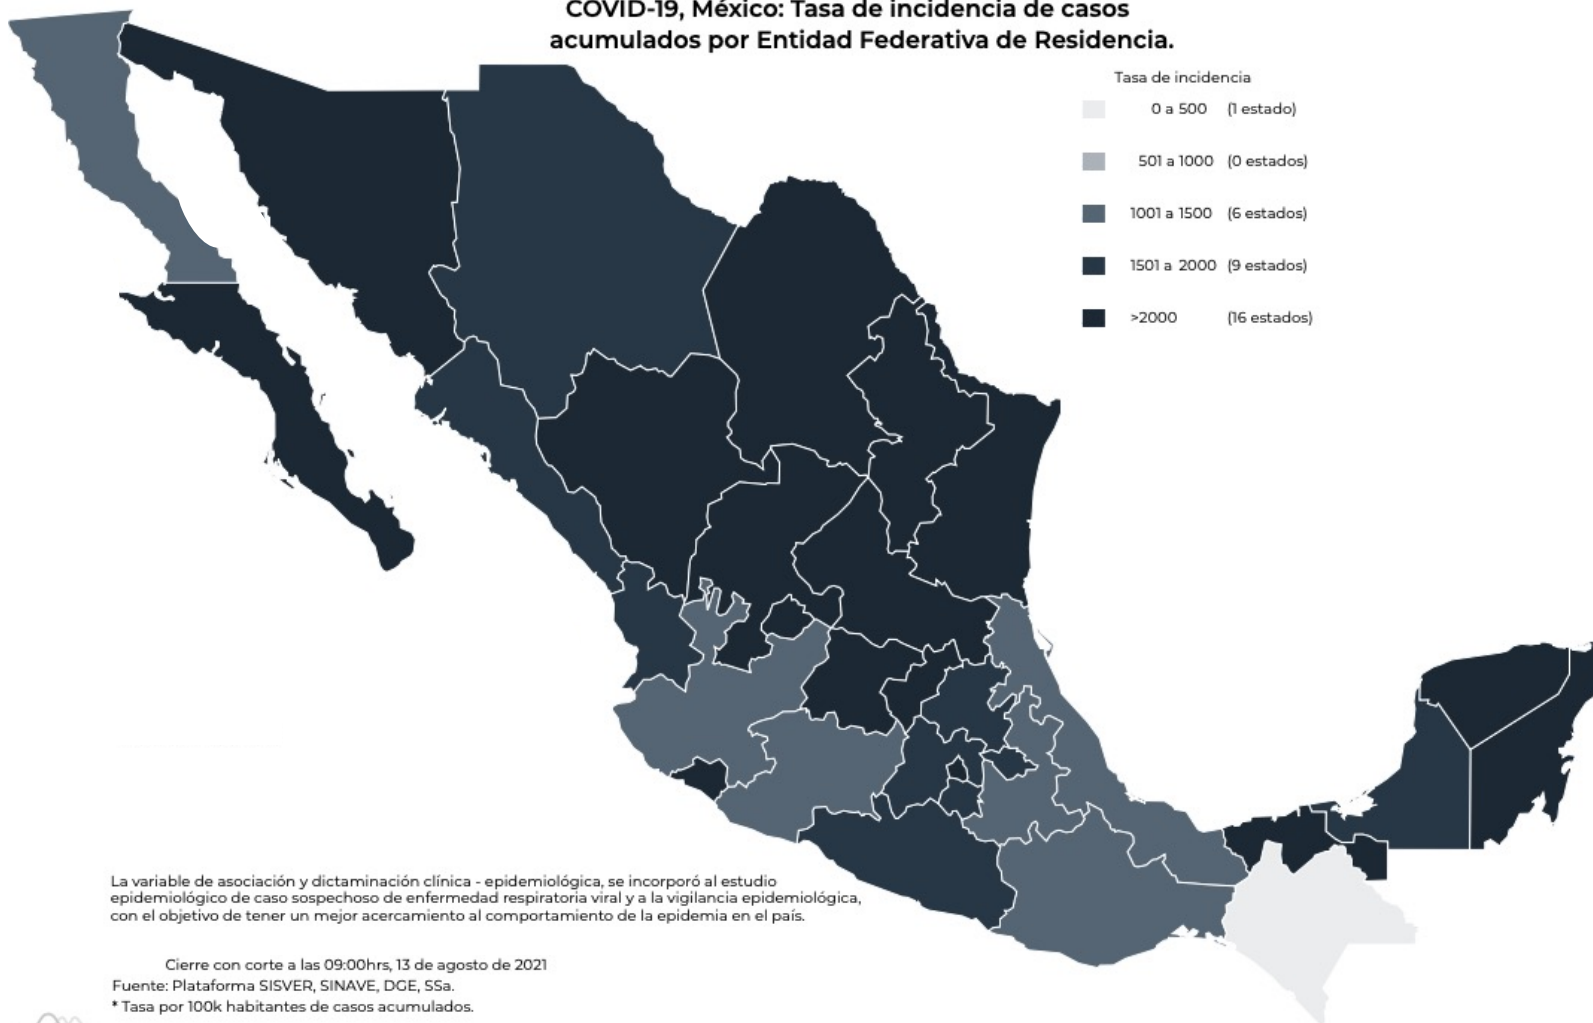 COVID-19, México: Tasa de incidencia de casos
acumulados por Entidad Federativa de Residencia.
Tasa de incidencia
0 a 500 (1 estado)
501 a 1000 (0 estados)
1001 a 1500 (6 estados)
1501 a 2000 (9 estados)
>2000 (16 estados)
La variable de asociación y dictaminación clínica - epidemiológica, se incorporó al estudio
epidemiológico de caso sospechoso de enfermedad respiratoria viral y a la vigilancia epidemiológica,
con el objetivo de tener un mejor acercamiento al comportamiento de la epidemia en el país.
Cierre con corte a las 09:00hrs, 13 de agosto de 2021
Fuente: Plataforma SISVER, SINAVE, DGE, SSa.
* Tasa por 100k habitantes de casos acumulados.